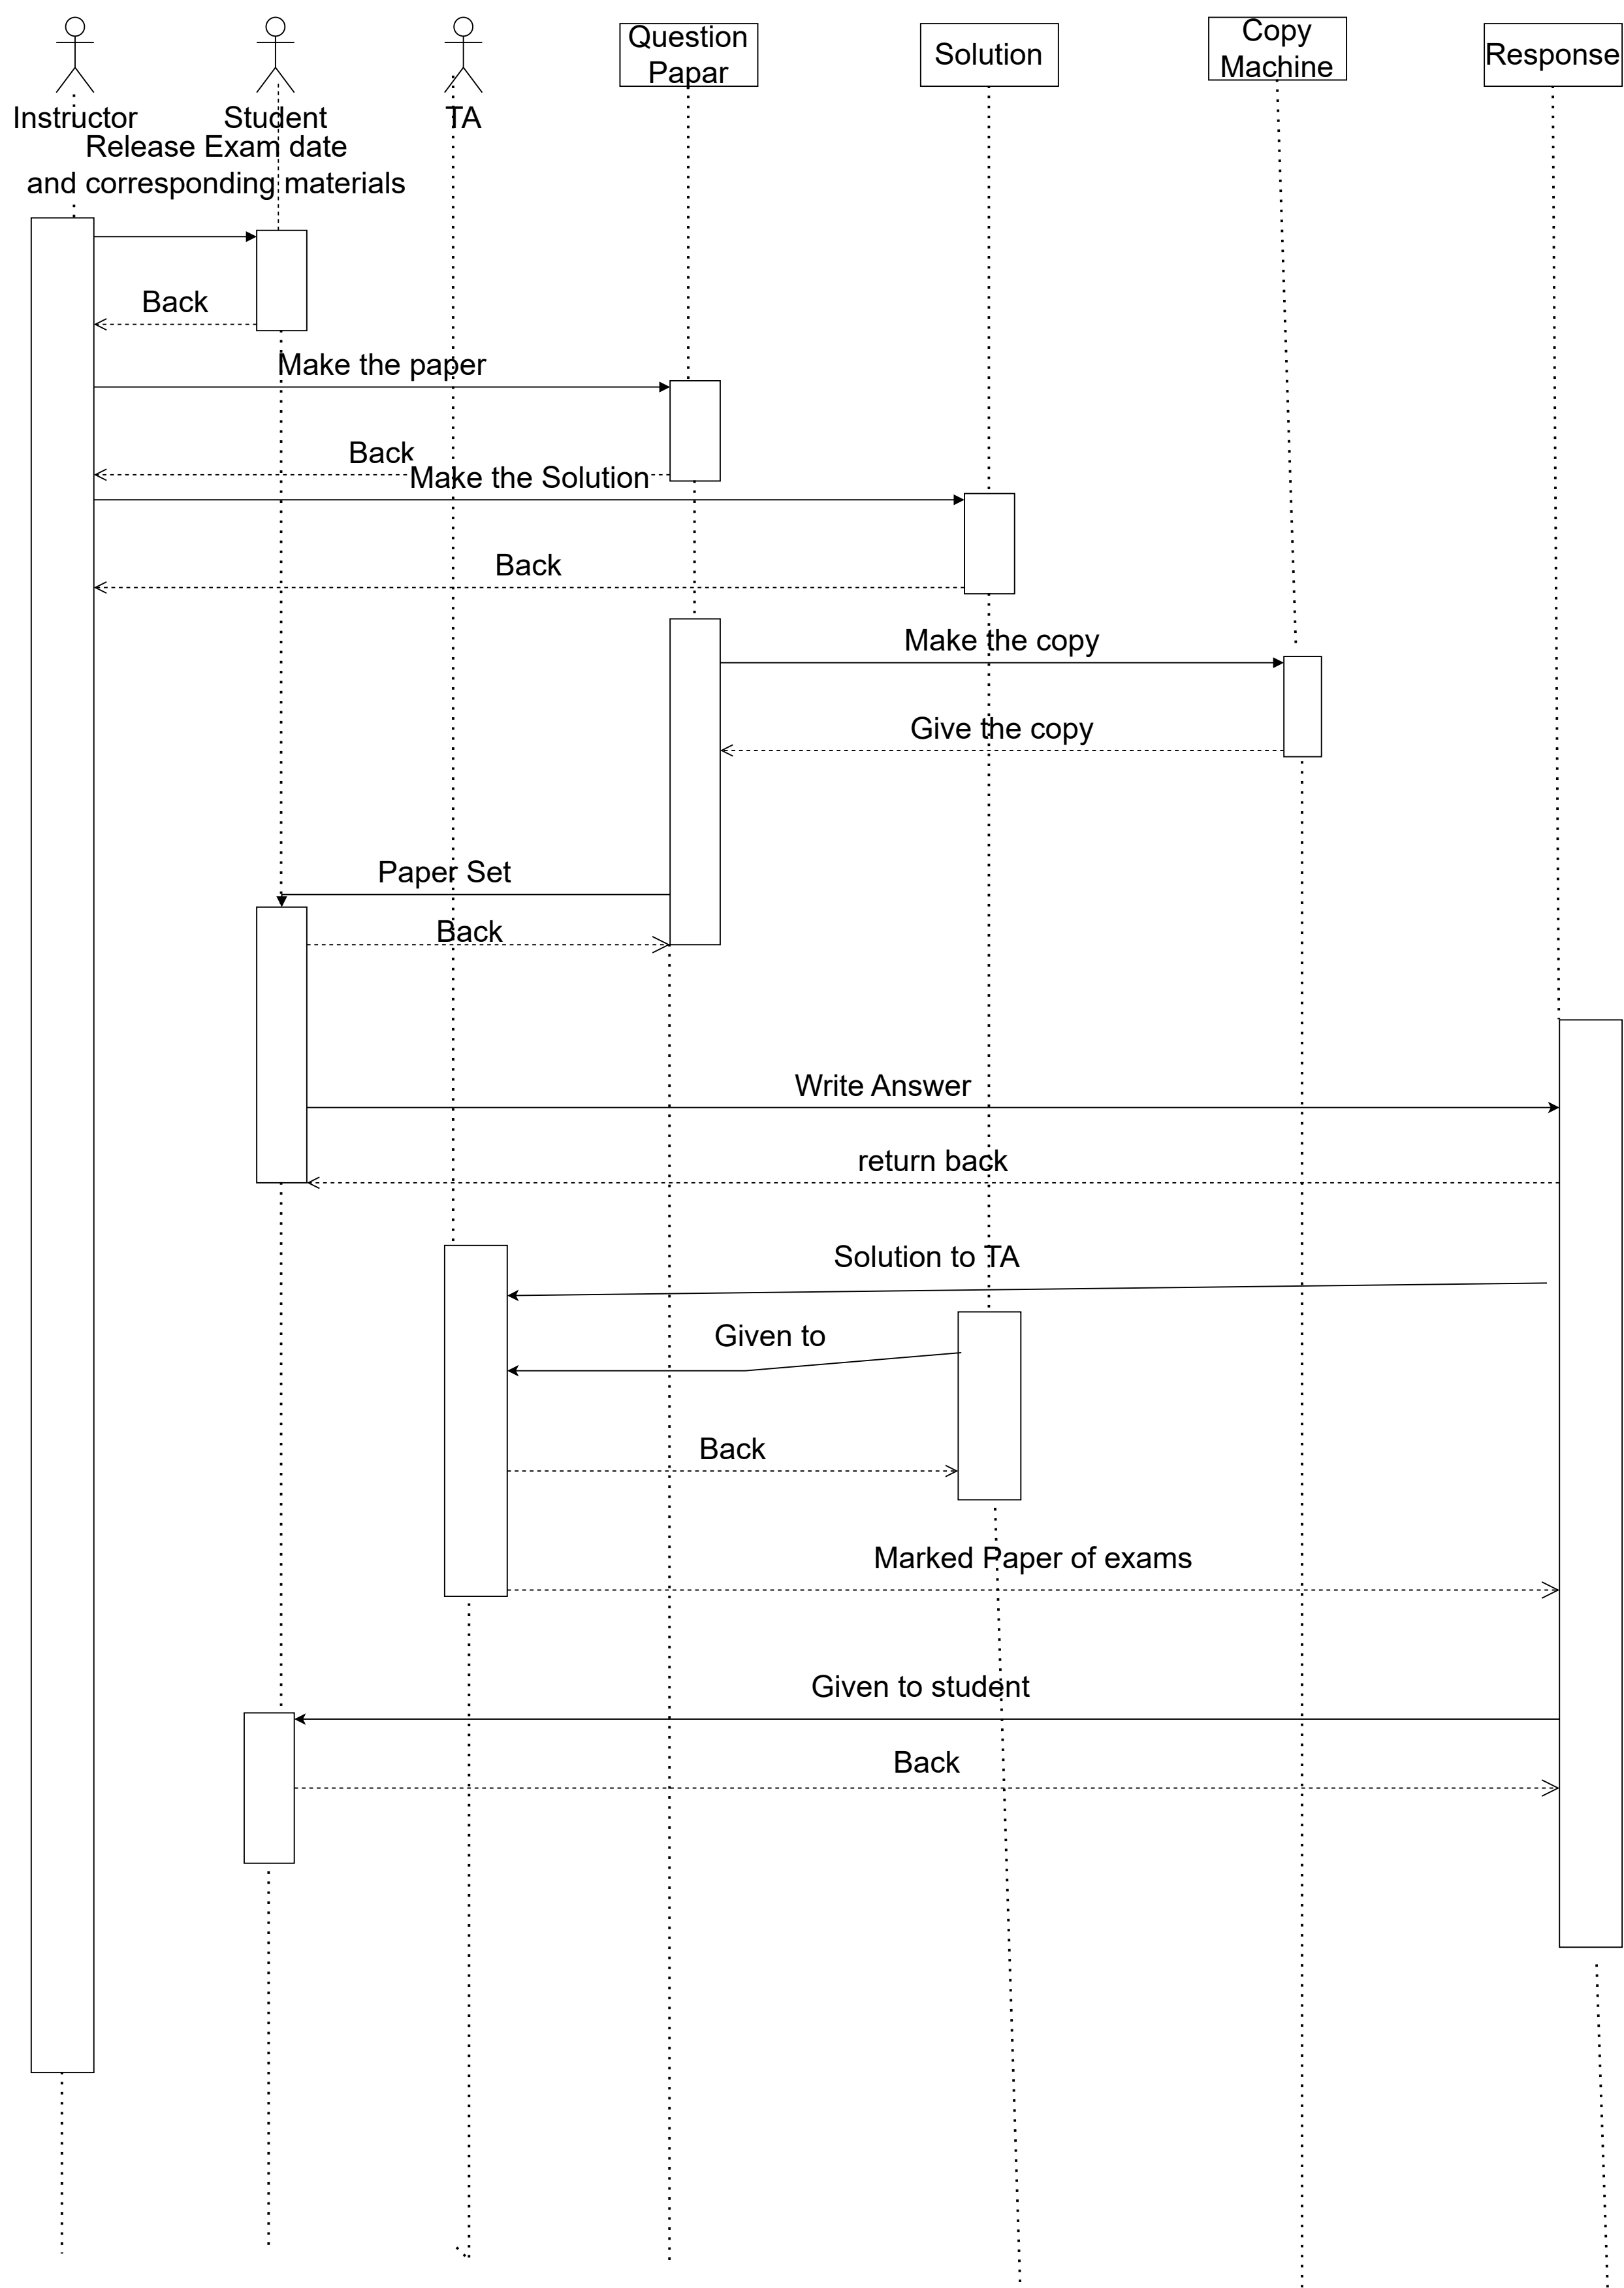 Question
Papar
Solution
Copy
Machine
Response
Instructor
Student
TA
Release Exam date
and corresponding materials
Back
Make the paper
Back
Make the Solution
Back
Make the copy
Give the copy
Paper Set
Back
Write Answer
return back
Solution to TA
Given to
Back
Marked Paper of exams
Given to student
Back